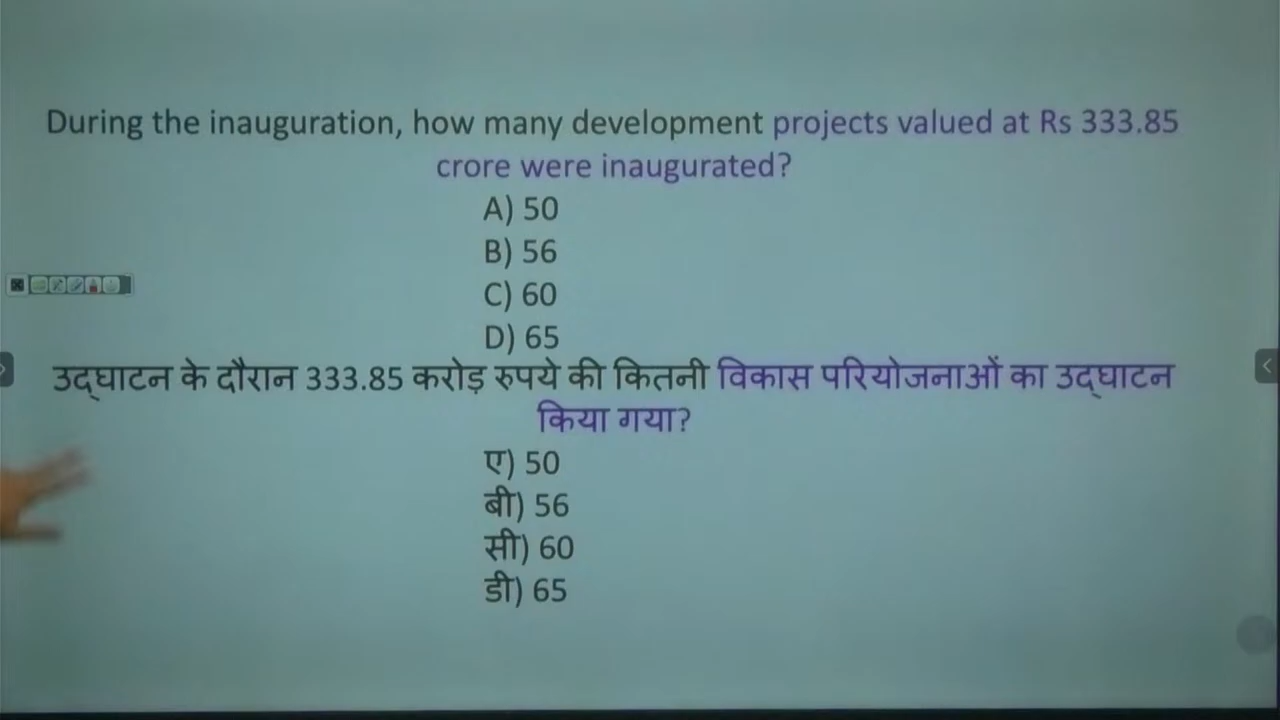 During the inauguration, how many development projects valued at Rs 333.85
crore were inaugurated?
A) 50
B) 56
C) 60
D) 65
उद्घाटन के दौरान 333.85 करोड़ रुपये की कितनी विकास परियोजनाओं का उद्घाटन
किया गया?
ए) 50
बी) 56
सी) 60
डी) 65